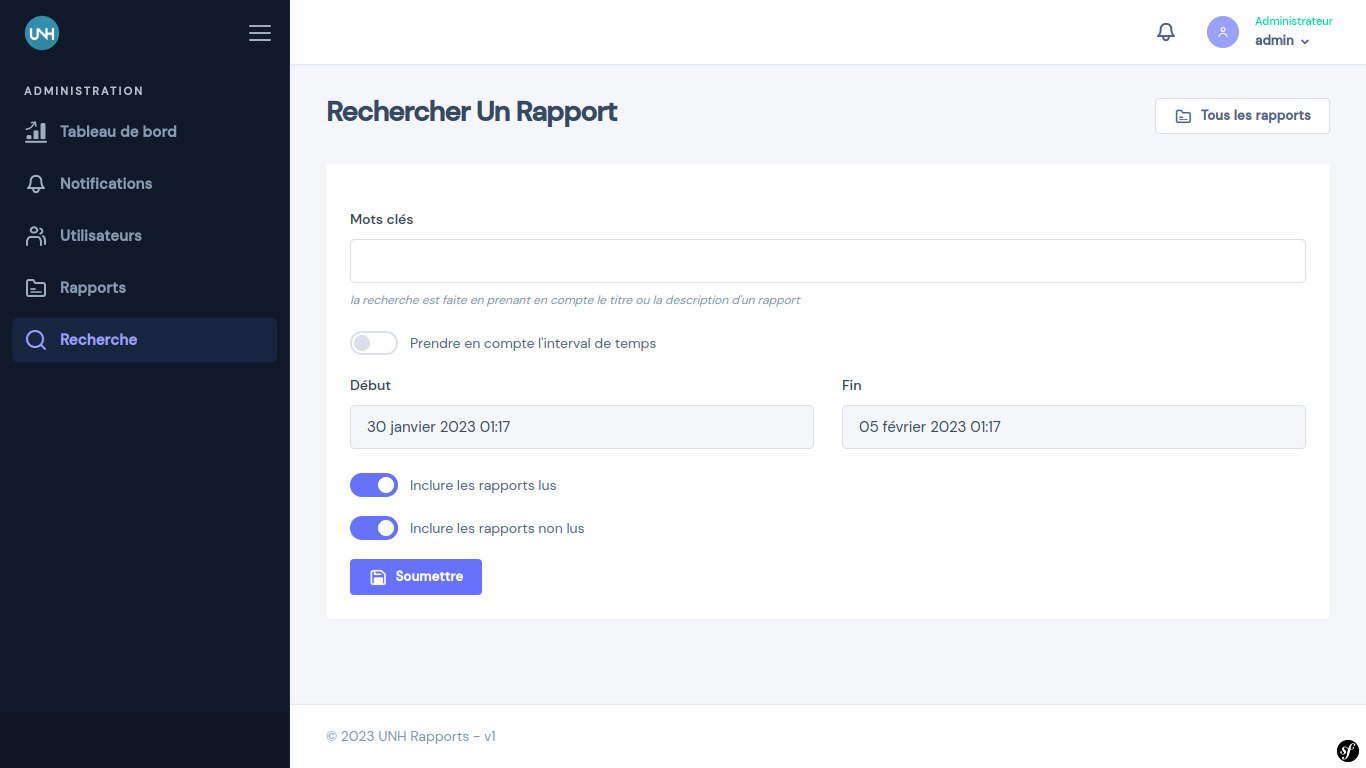 UNH
Administrateur
admin
ADMINISTRATION
Tableau de bord
Notifications
Utilisateurs
Rapports
Recherche
Rechercher Un Rapport
Tous les rapports
Mots clés
la recherche est faite en prenant en compte le titre ou la description d'un rapport
Prendre en compte l'interval de temps
Début
Fin
30 janvier 2023 01:17
05 février 2023 01:17
Inclure les rapports lus
Inclure les rapports non lus
Soumettre
© 2023 UNH Rapports - v1
sf